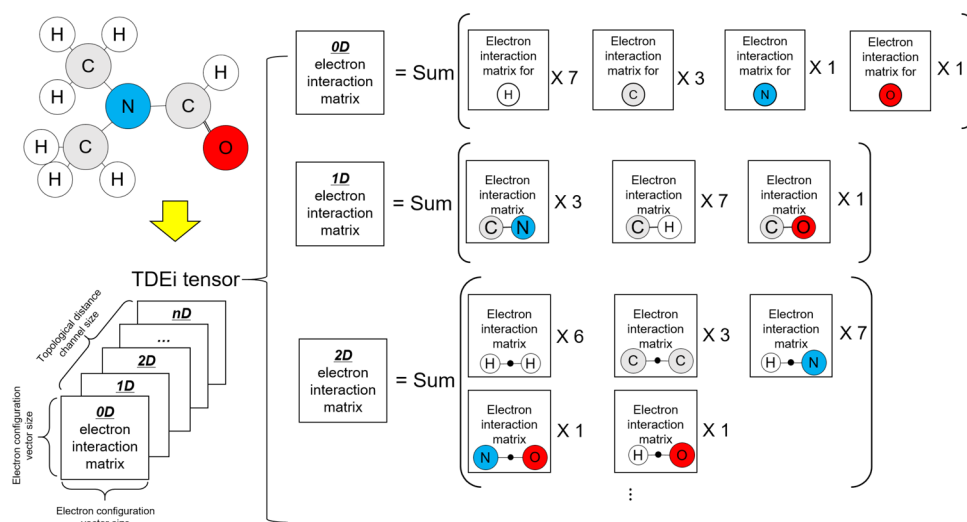 H
H
H
C
H
H
N
C
H
C
O
H
H
H
TDEi tensor
Topological distance
channel size
nD
...
2D
1D
0D
electron
interaction
matrix
Electron configuration
vector size
Electron configuration
vector size
0D
electron
interaction
matrix
= Sum
Electron
interaction
matrix for
H
X 7
Electron
interaction
matrix for
C
X 3
Electron
interaction
matrix for
N
X 1
Electron
interaction
matrix for
O
X 1
1D
electron
interaction
matrix
= Sum
Electron
interaction
matrix
C N
X 3
Electron
interaction
matrix
C H
X 7
Electron
interaction
matrix
C O
X 1
2D
electron
interaction
matrix
= Sum
Electron
interaction
matrix
H H
X 6
Electron
interaction
matrix
C C
X 3
Electron
interaction
matrix
H N
X 7
Electron
interaction
matrix
N O
X 1
Electron
interaction
matrix
H O
X 1
⋮